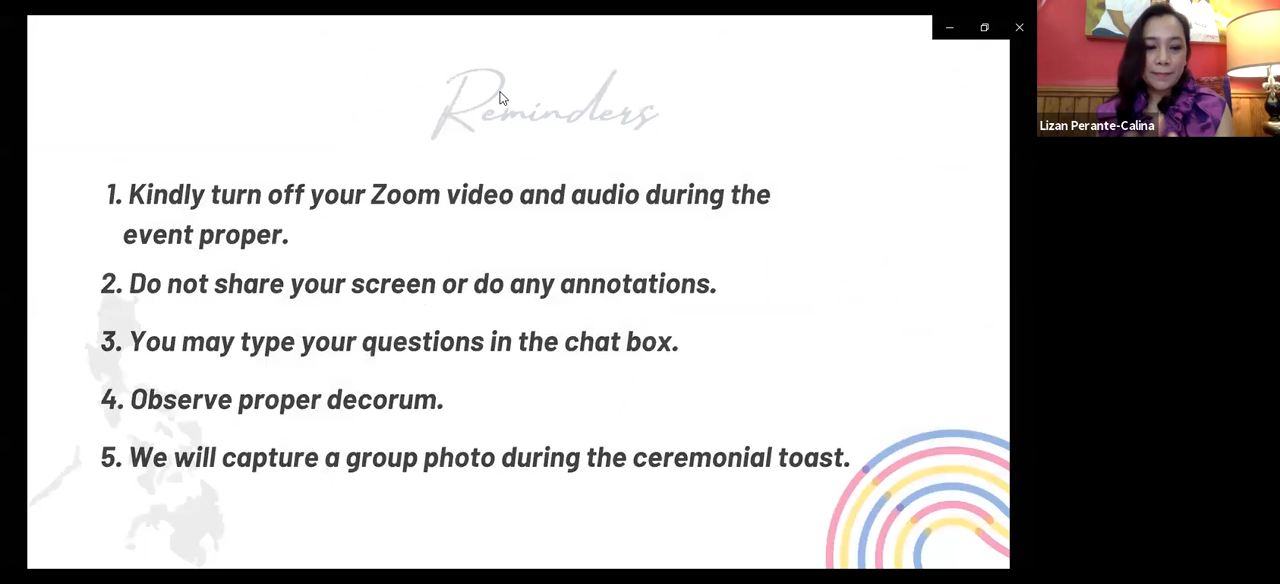 Reminders
1. Kindly turn off your Zoom video and audio during the
event proper.
2. Do not share your screen or do any annotations.
3. You may type your questions in the chat box.
4. Observe proper decorum.
5. We will capture a group photo during the ceremonial toast.
Lizan Perante-Calina